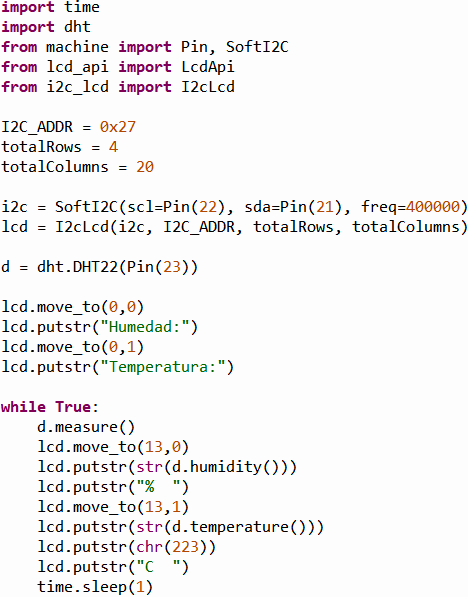 import time
import dht
from machine import Pin, SoftI2C
from lcd_api import LcdApi
from i2c_lcd import I2cLcd

I2C_ADDR = 0x27
totalRows = 4
totalColumns = 20

i2c = SoftI2C(scl=Pin(22), sda=Pin(21), freq=400000)
lcd = I2cLcd(i2c, I2C_ADDR, totalRows, totalColumns)

d = dht.DHT22(Pin(23))

lcd.move_to(0,0)
lcd.putstr("Humedad:")
lcd.move_to(0,1)
lcd.putstr("Temperatura:")

while True:
    d.measure()
    lcd.move_to(13,0)
    lcd.putstr(str(d.humidity()))
    lcd.putstr("%  ")
    lcd.move_to(13,1)
    lcd.putstr(str(d.temperature()))
    lcd.putstr(chr(223))
    lcd.putstr("C  ")
    time.sleep(1)